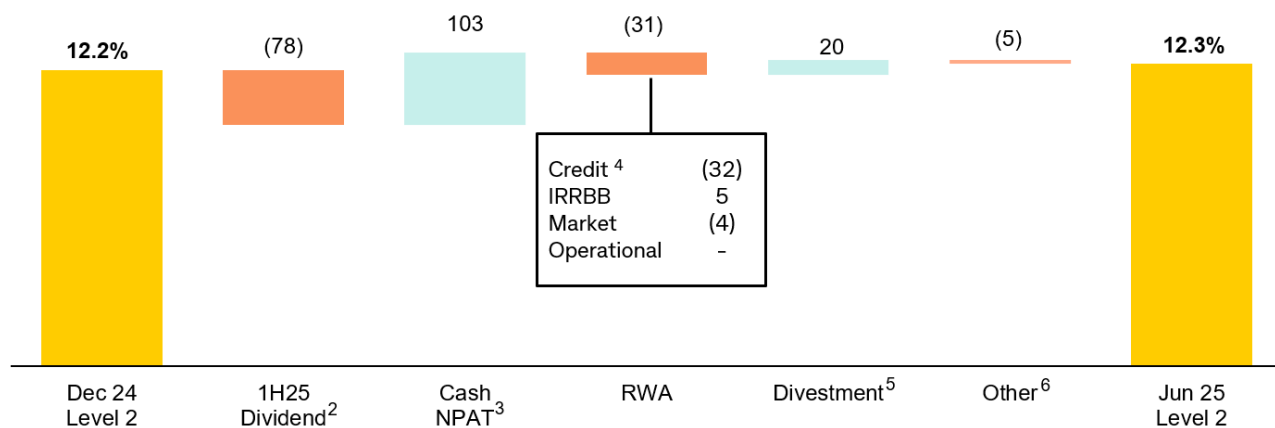 12.2%
(78)
103
(31)
20
(5)
12.3%
Credit 4 (32)
IRRBB 5
Market (4)
Operational -
Dec 24
Level 2
1H25
Dividend2
Cash
NPAT3
RWA
Divestment5
Other6
Jun 25
Level 2